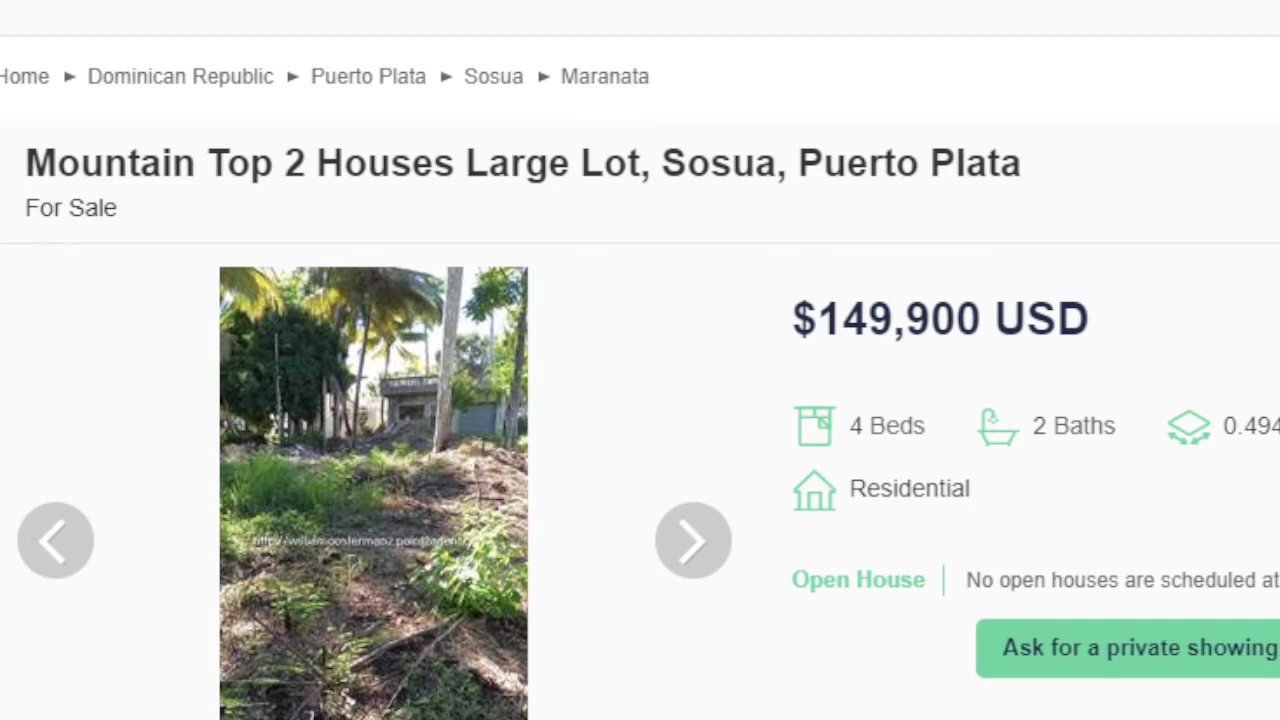 Home ► Dominican Republic ► Puerto Plata ► Sosua ► Maranata
Mountain Top 2 Houses Large Lot, Sosua, Puerto Plata
For Sale
$149,900 USD
4 Beds
2 Baths
0.494
Residential
Open House
No open houses are scheduled at
Ask for a private showing